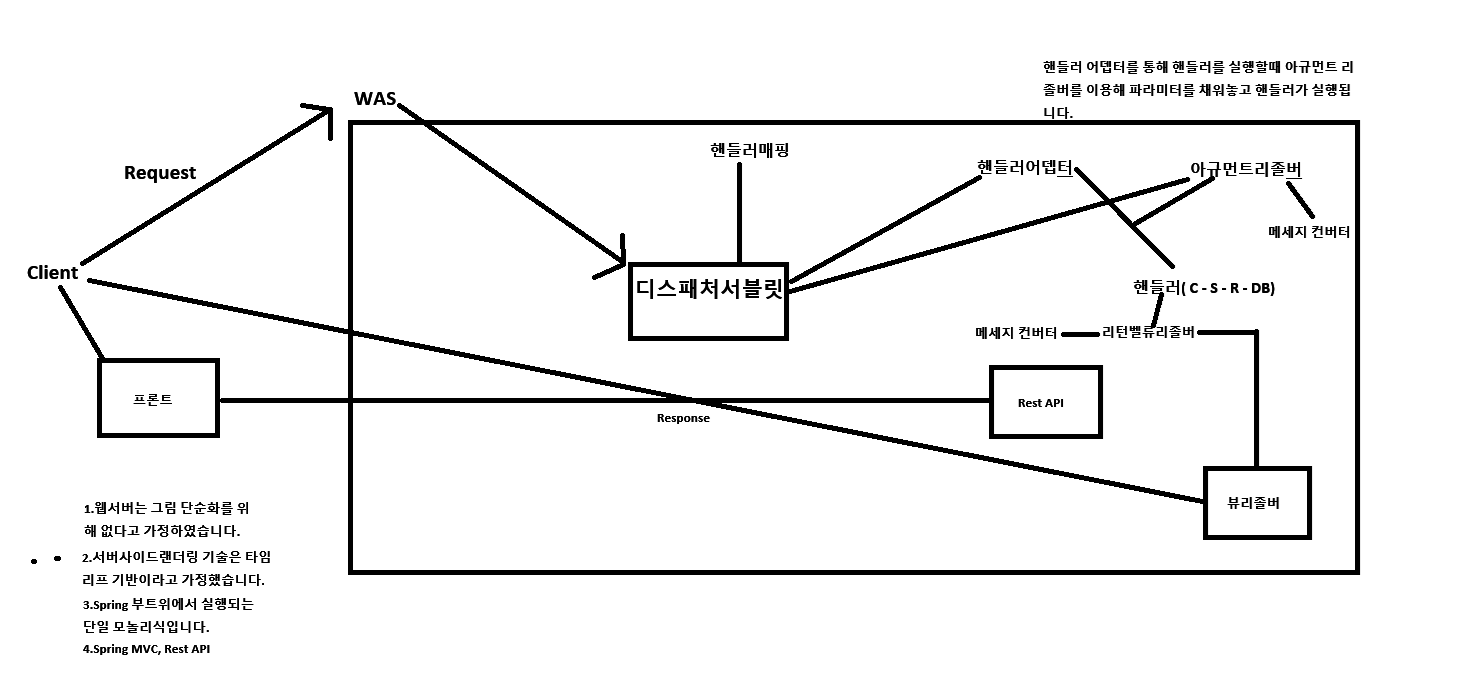 핸들러 어뎁터를 통해 핸들러를 실행할때 아규먼트 리
졸버를 이용해 파라미터를 채워놓고 핸들러가 실행됩
니다.
WAS
핸들러매핑
Request
핸들러어뎁터
아규먼트리졸버
메세지 컨버터
Client
디스패처서블릿
핸들러( C - S - R - DB)
메세지 컨버터
리턴밸류리졸버
프론트
Rest API
Response
뷰리졸버
1.웹서버는 그림 단순화를 위
해 없다고 가정하였습니다.
2.서버사이드랜더링 기술은 타임
리프 기반이라고 가정했습니다.
3.Spring 부트위에서 실행되는
단일 모놀리식입니다.
4.Spring MVC, Rest API